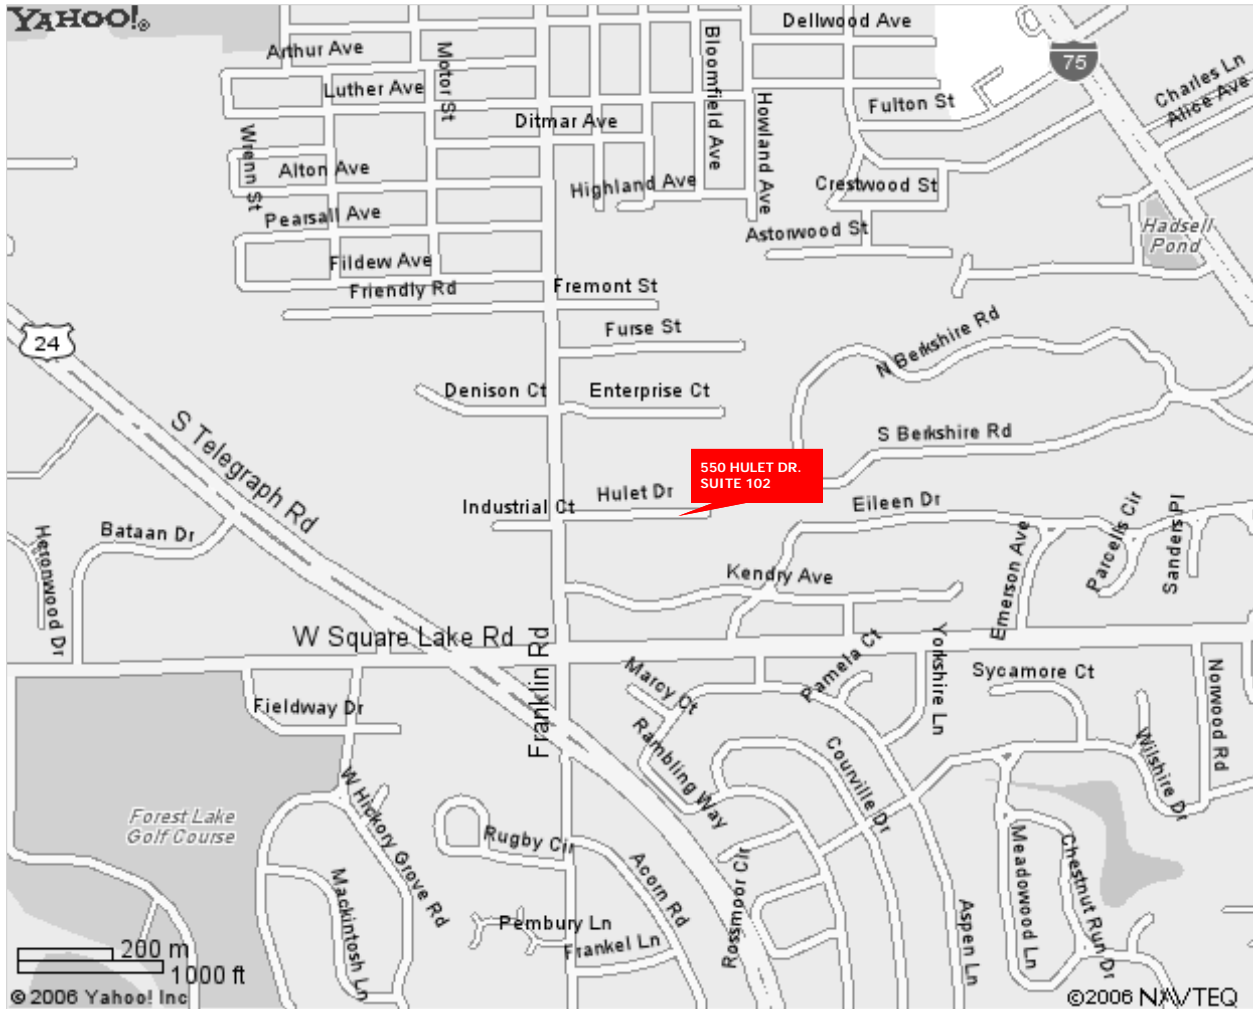 YAHOO!®
Dellwood Ave
Arthur Ave
Motor St
Bloomfield Ave
75
Charles Ln
Alice Ave
Luther Ave
Fulton St
Howland Ave
Ditmar Ave
Wrenn St
Alton Ave
Highland Ave
Crestwood St
Pearsall Ave
Astorwood St
Hadsell
Pond
Fildew Ave
Friendly Rd
Fremont St
24
Furse St
N Berkshire Rd
Denison Ct
Enterprise Ct
S Telegraph Rd
S Berkshire Rd
550 HULET DR.
SUITE 102
Hulet Dr
Industrial Ct
Eileen Dr
Parcells Cir
Sanders Pl
Bataan Dr
Heronwood Dr
Kendry Ave
Emerson Ave
W Square Lake Rd
Franklin Rd
Marcy Ct
Pamela Ct
Yorkshire Ln
Sycamore Ct
Norwood Rd
Fieldway Dr
Rambling Way
Courville Dr
Wilshire Dr
W Hickory Grove Rd
Forest Lake
Golf Course
Rugby Cir
Acorn Rd
Rossmoor Cir
Meadowood Ln
Chestnut Run Dr
Mackintosh Ln
Pembury Ln
Frankel Ln
Aspen Ln
200 m
1000 ft
© 2006 Yahoo! Inc
©2006 NAVTEQ